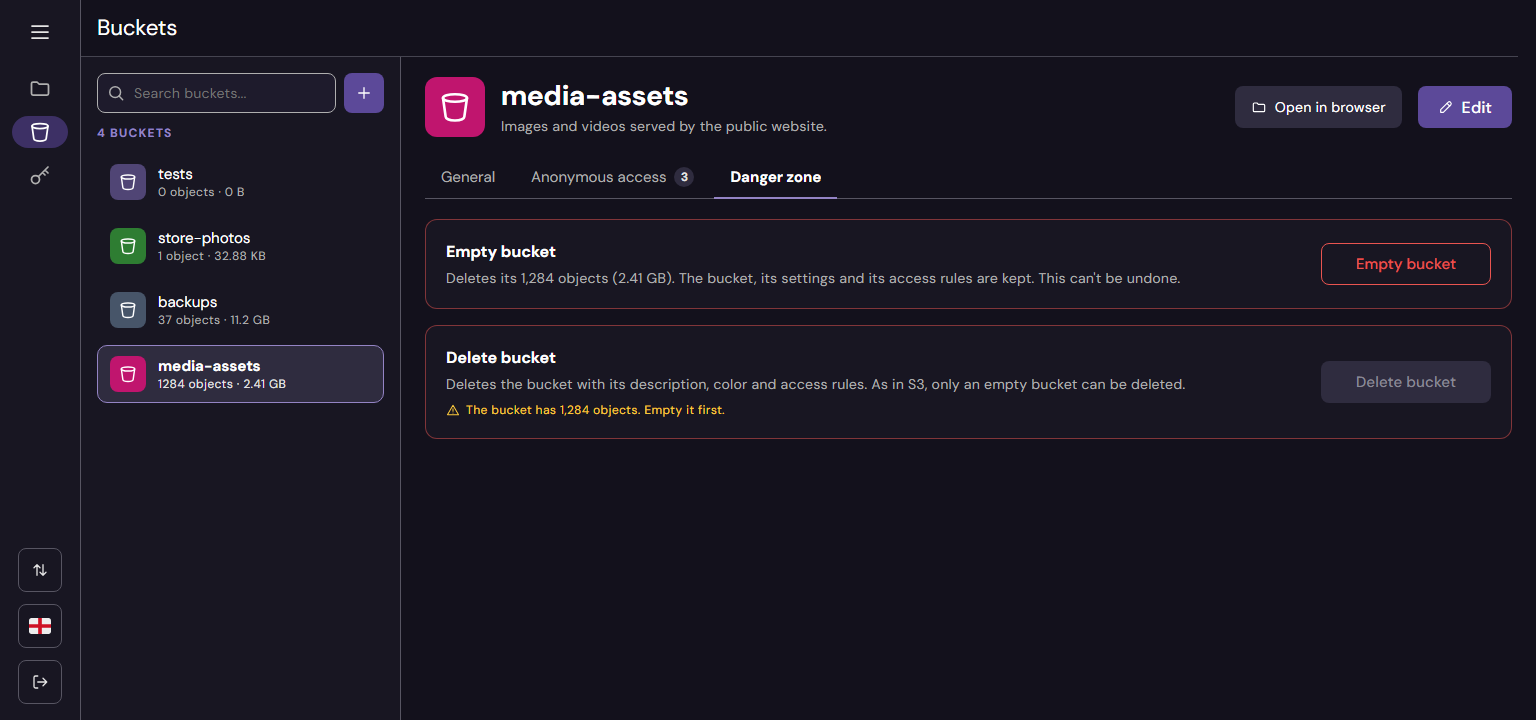 Buckets
Search buckets...
4 BUCKETS
tests
0 objects · 0 B
store-photos
1 object · 32.88 KB
backups
37 objects · 11.2 GB
media-assets
1284 objects · 2.41 GB
media-assets
Images and videos served by the public website.
Open in browser
Edit
General
Anonymous access 3
Danger zone
Empty bucket
Deletes its 1,284 objects (2.41 GB). The bucket, its settings and its access rules are kept. This can't be undone.
Empty bucket
Delete bucket
Deletes the bucket with its description, color and access rules. As in S3, only an empty bucket can be deleted.
The bucket has 1,284 objects. Empty it first.
Delete bucket